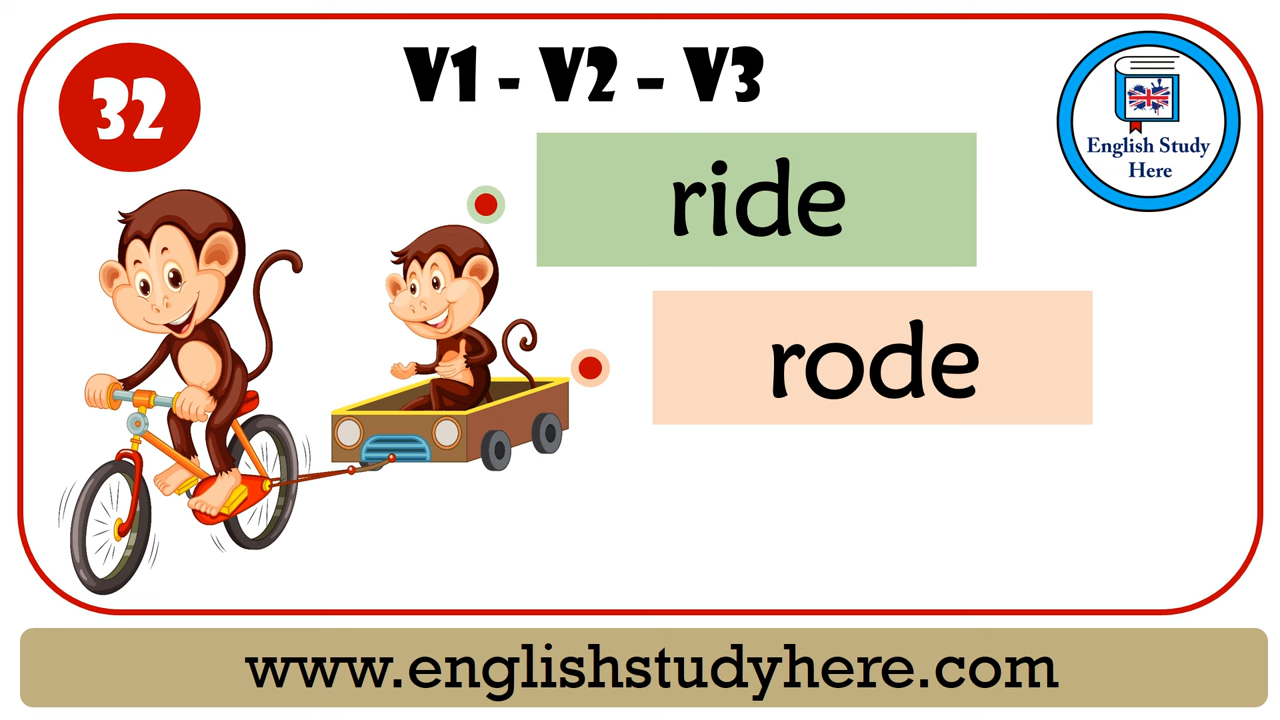 32
V1 - V2 – V3
English Study
Here
ride
rode
www.englishstudyhere.com